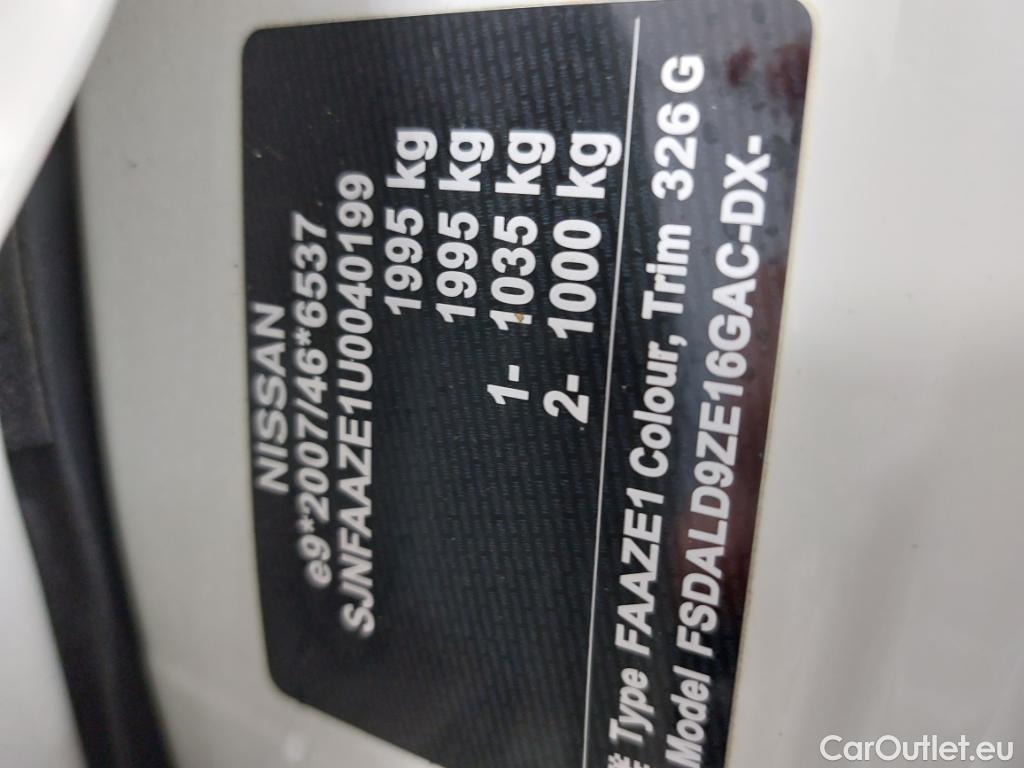 NISSAN
e9*2007/46*6537
SJNFAAZE1U0040199
1995 kg
1995 kg
1- 1035 kg
2- 1000 kg
Type FAAZE1 Colour,Trim 326 G
Model FSDALD9ZE16GAC-DX-
CarOutlet.eu